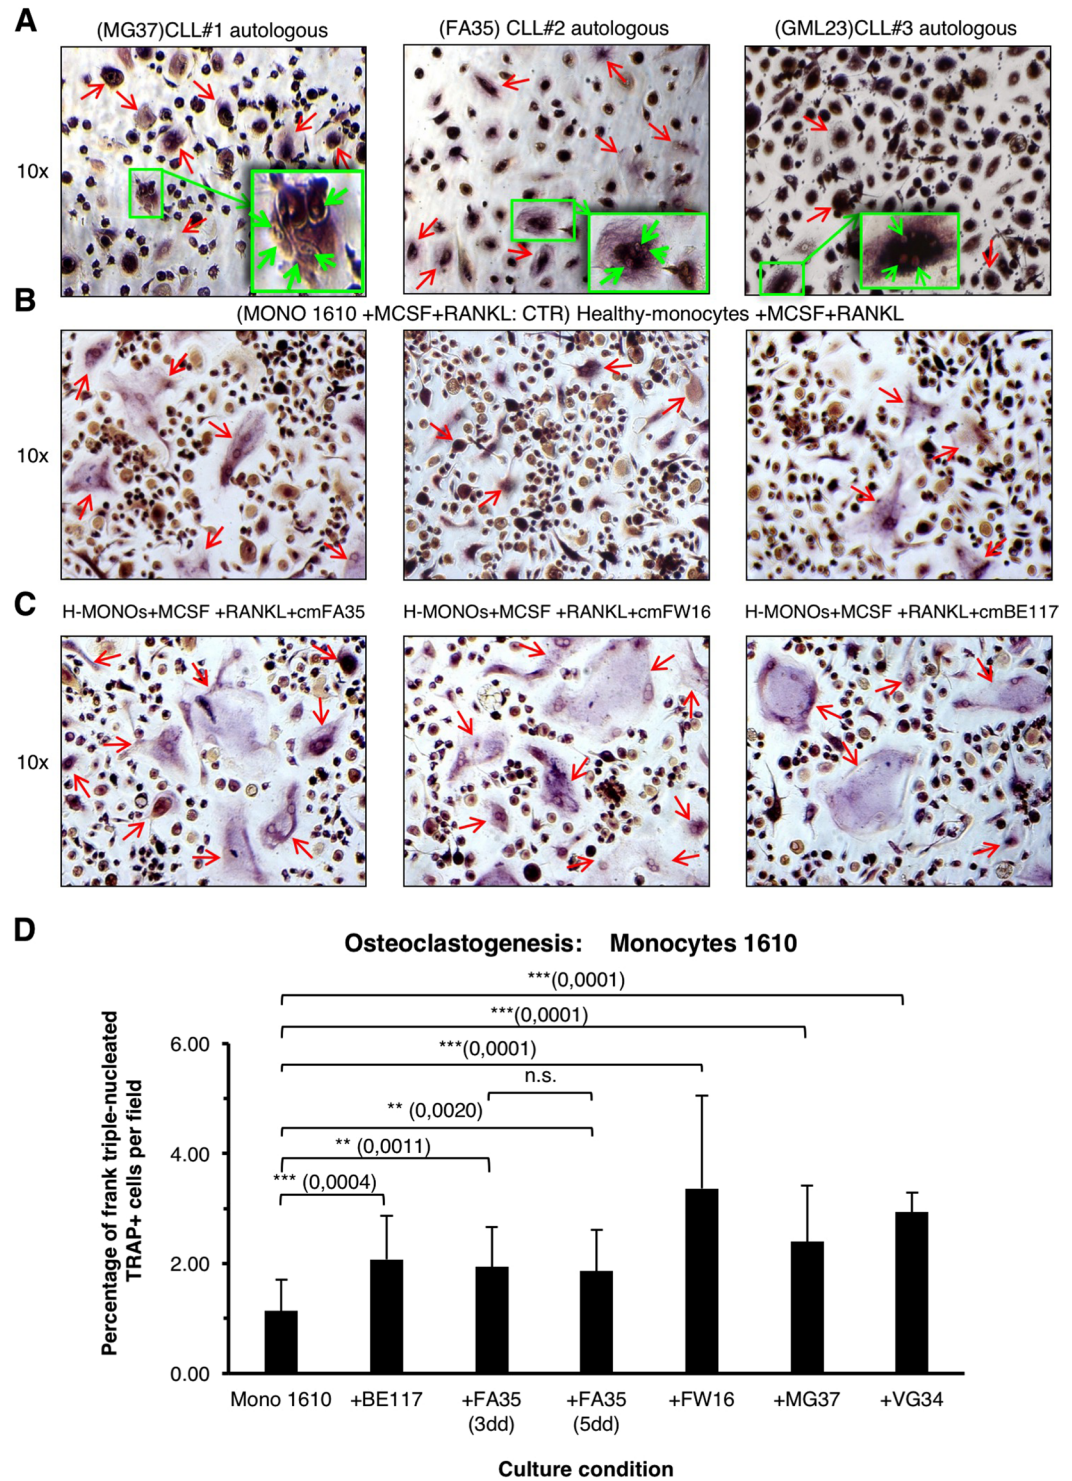 A
(MG37)CLL#1 autologous
(FA35) CLL#2 autologous
(GML23)CLL#3 autologous
10x
B
(MONO 1610 +MCSF+RANKL: CTR) Healthy-monocytes +MCSF+RANKL
10x
C
H-MONOs+MCSF +RANKL+cmFA35
H-MONOs+MCSF +RANKL+cmFW16
H-MONOs+MCSF +RANKL+cmBE117
10x
D
Osteoclastogenesis: Monocytes 1610
***(0,0001)
***(0,0001)
***(0,0001)
n.s.
** (0,0020)
** (0,0011)
*** (0,0004)
Percentage of frank triple-nucleated
TRAP+ cells per field
6.00
4.00
2.00
0.00
Mono 1610
+BE117
+FA35
(3dd)
+FA35
(5dd)
+FW16
+MG37
+VG34
Culture condition